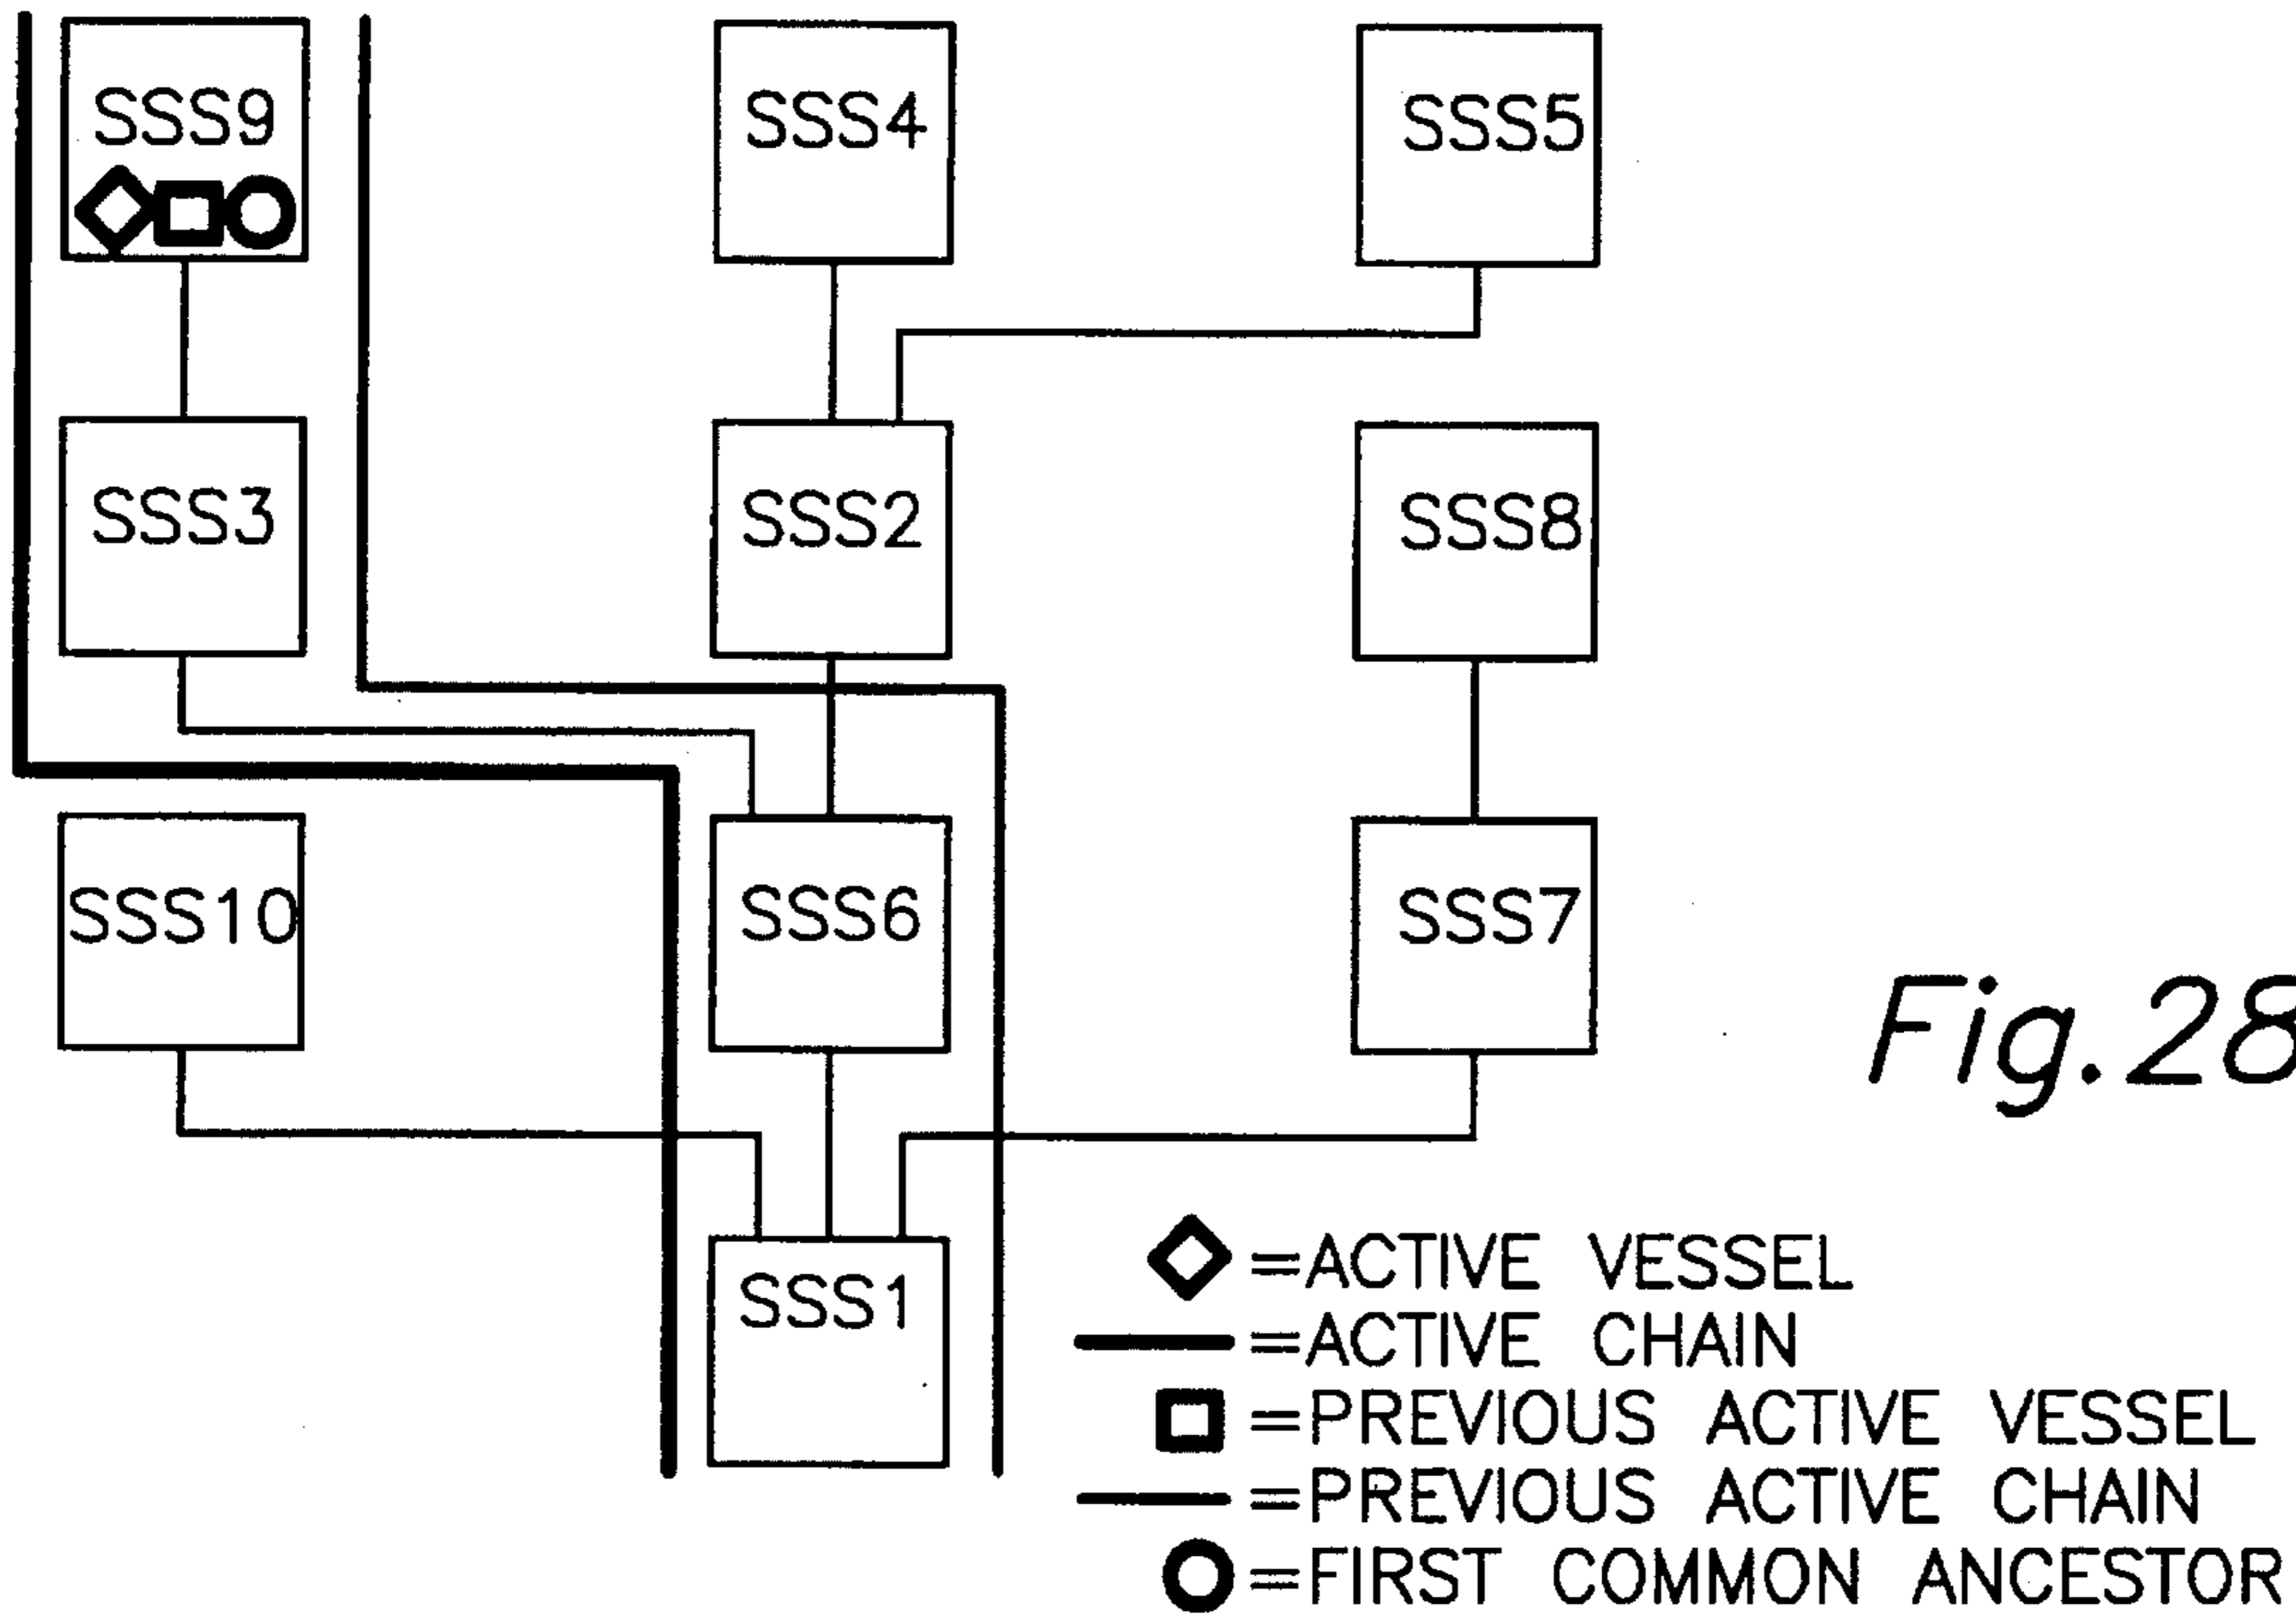 SSS9
SSS4
SSS5
SSS3
SSS2
SSS8
SSS10
SSS6
SSS7
Fig.28
SSS1
=ACTIVE VESSEL
=ACTIVE CHAIN
=PREVIOUS ACTIVE VESSEL
=PREVIOUS ACTIVE CHAIN
=FIRST COMMON ANCESTOR